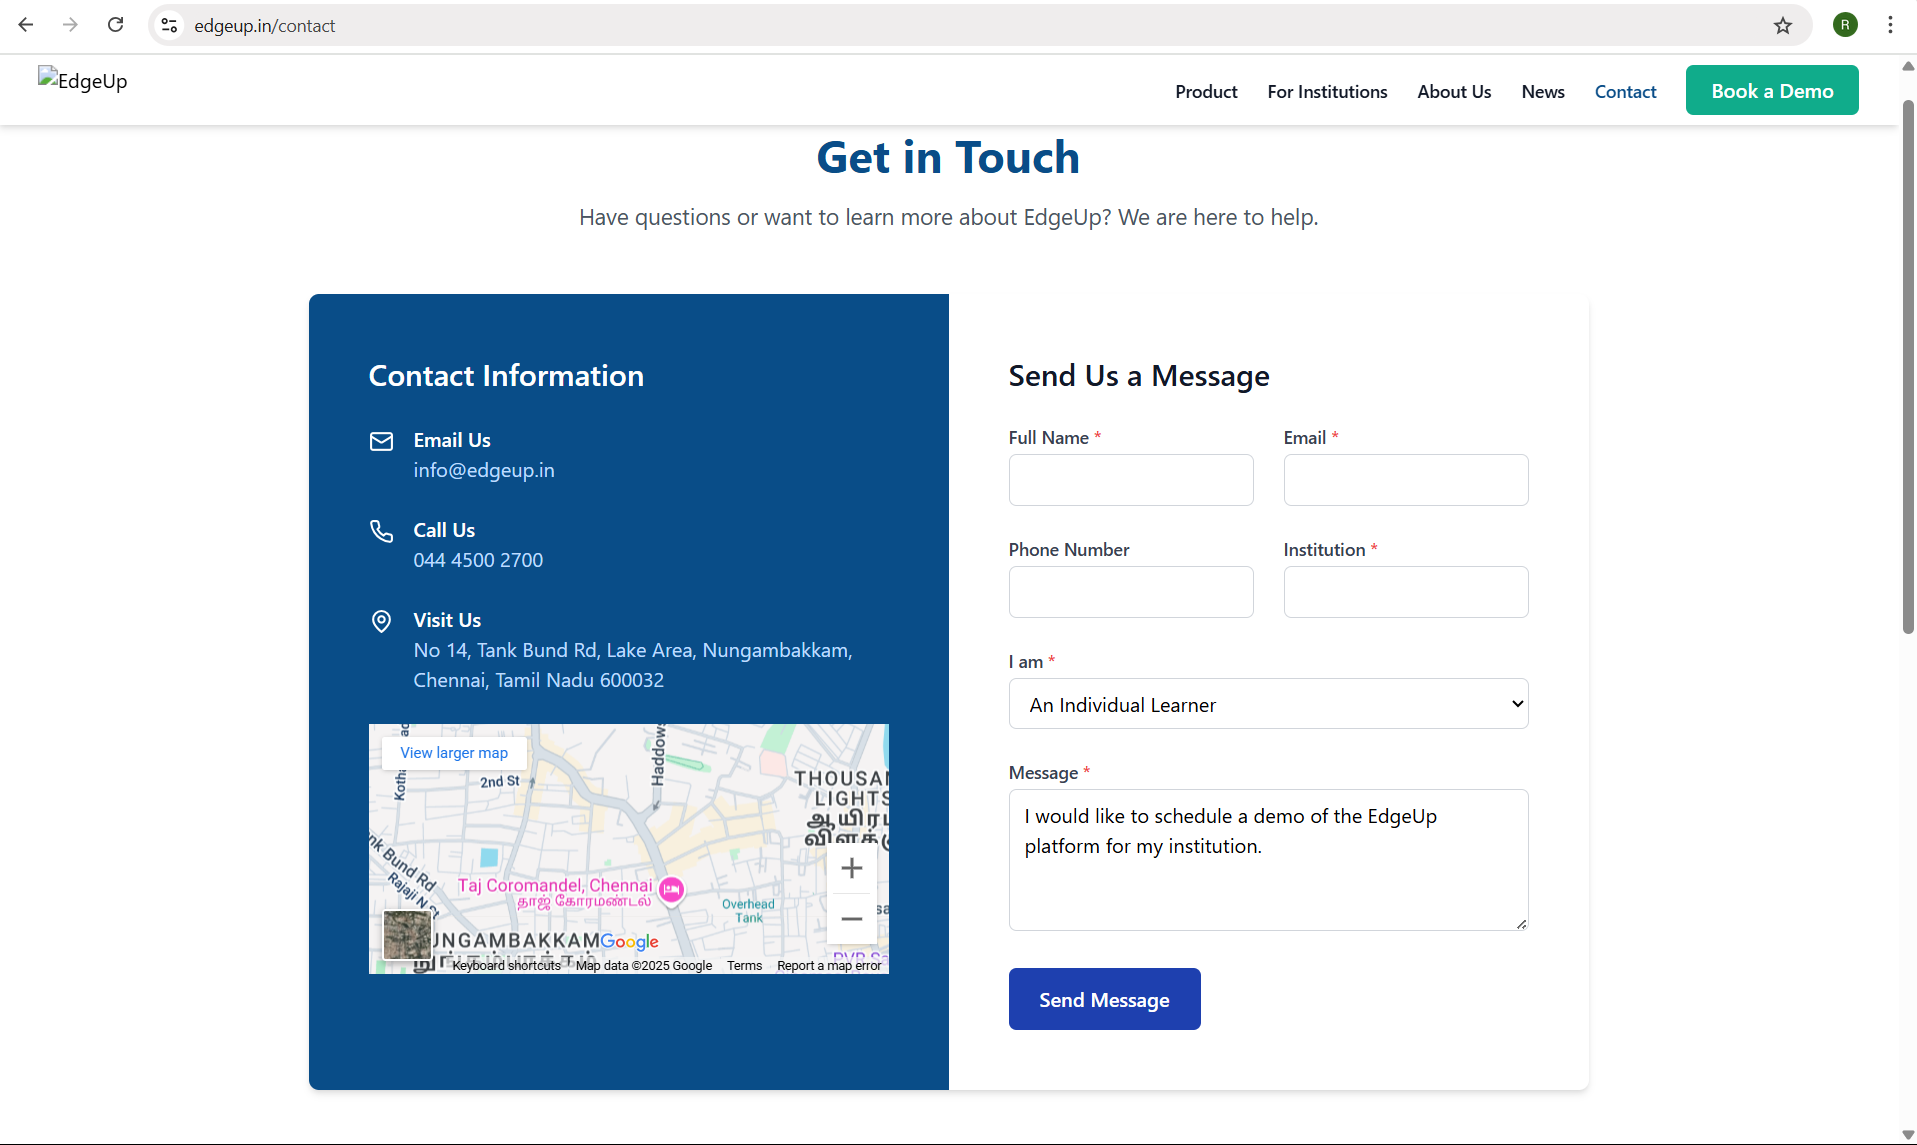 edgeup.in/contact
R
EdgeUp
Product
For Institutions
About Us
News
Contact
Book a Demo
Get in Touch
Have questions or want to learn more about EdgeUp? We are here to help.
Contact Information
Email Us
info@edgeup.in
Call Us
044 4500 2700
Visit Us
No 14, Tank Bund Rd, Lake Area, Nungambakkam,
Chennai, Tamil Nadu 600032
View larger map
2nd St
Haddows
THOUSAN
LIGHTS
Rajaji N St
Taj Coromandel, Chennai
தாஜ் கோரமண்டல்
Overhead
Tank
UNGAMBAKKAM
Google
Keyboard shortcuts
Map data ©2025 Google
Terms
Report a map error
Send Us a Message
Full Name *
Email *
Phone Number
Institution *
I am *
An Individual Learner
Message *
I would like to schedule a demo of the EdgeUp
platform for my institution.
Send Message